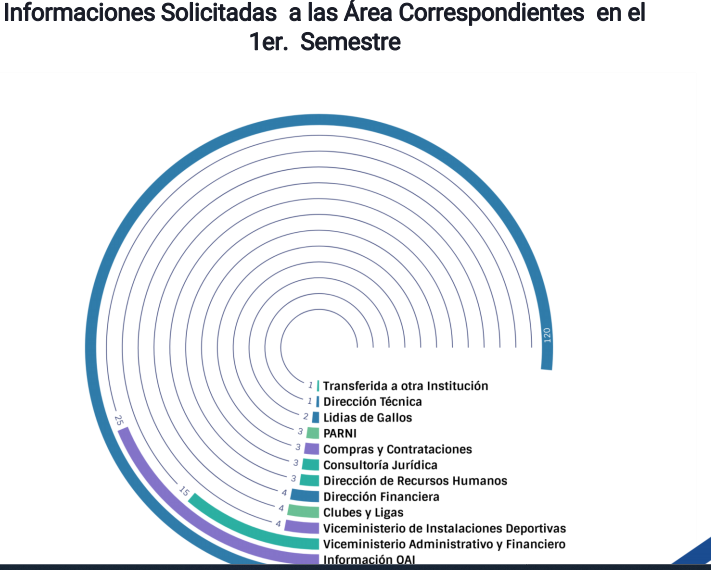 Informaciones Solicitadas a las Área Correspondientes en el
1er. Semestre
120
1 Transferida a otra Institución
1 Dirección Técnica
2 Lidias de Gallos
3 PARNI
3 Compras y Contrataciones
3 Consultoría Jurídica
3 Dirección de Recursos Humanos
4 Dirección Financiera
4 Clubes y Ligas
4 Viceministerio de Instalaciones Deportivas
15 Viceministerio Administrativo y Financiero
25 Información OAI